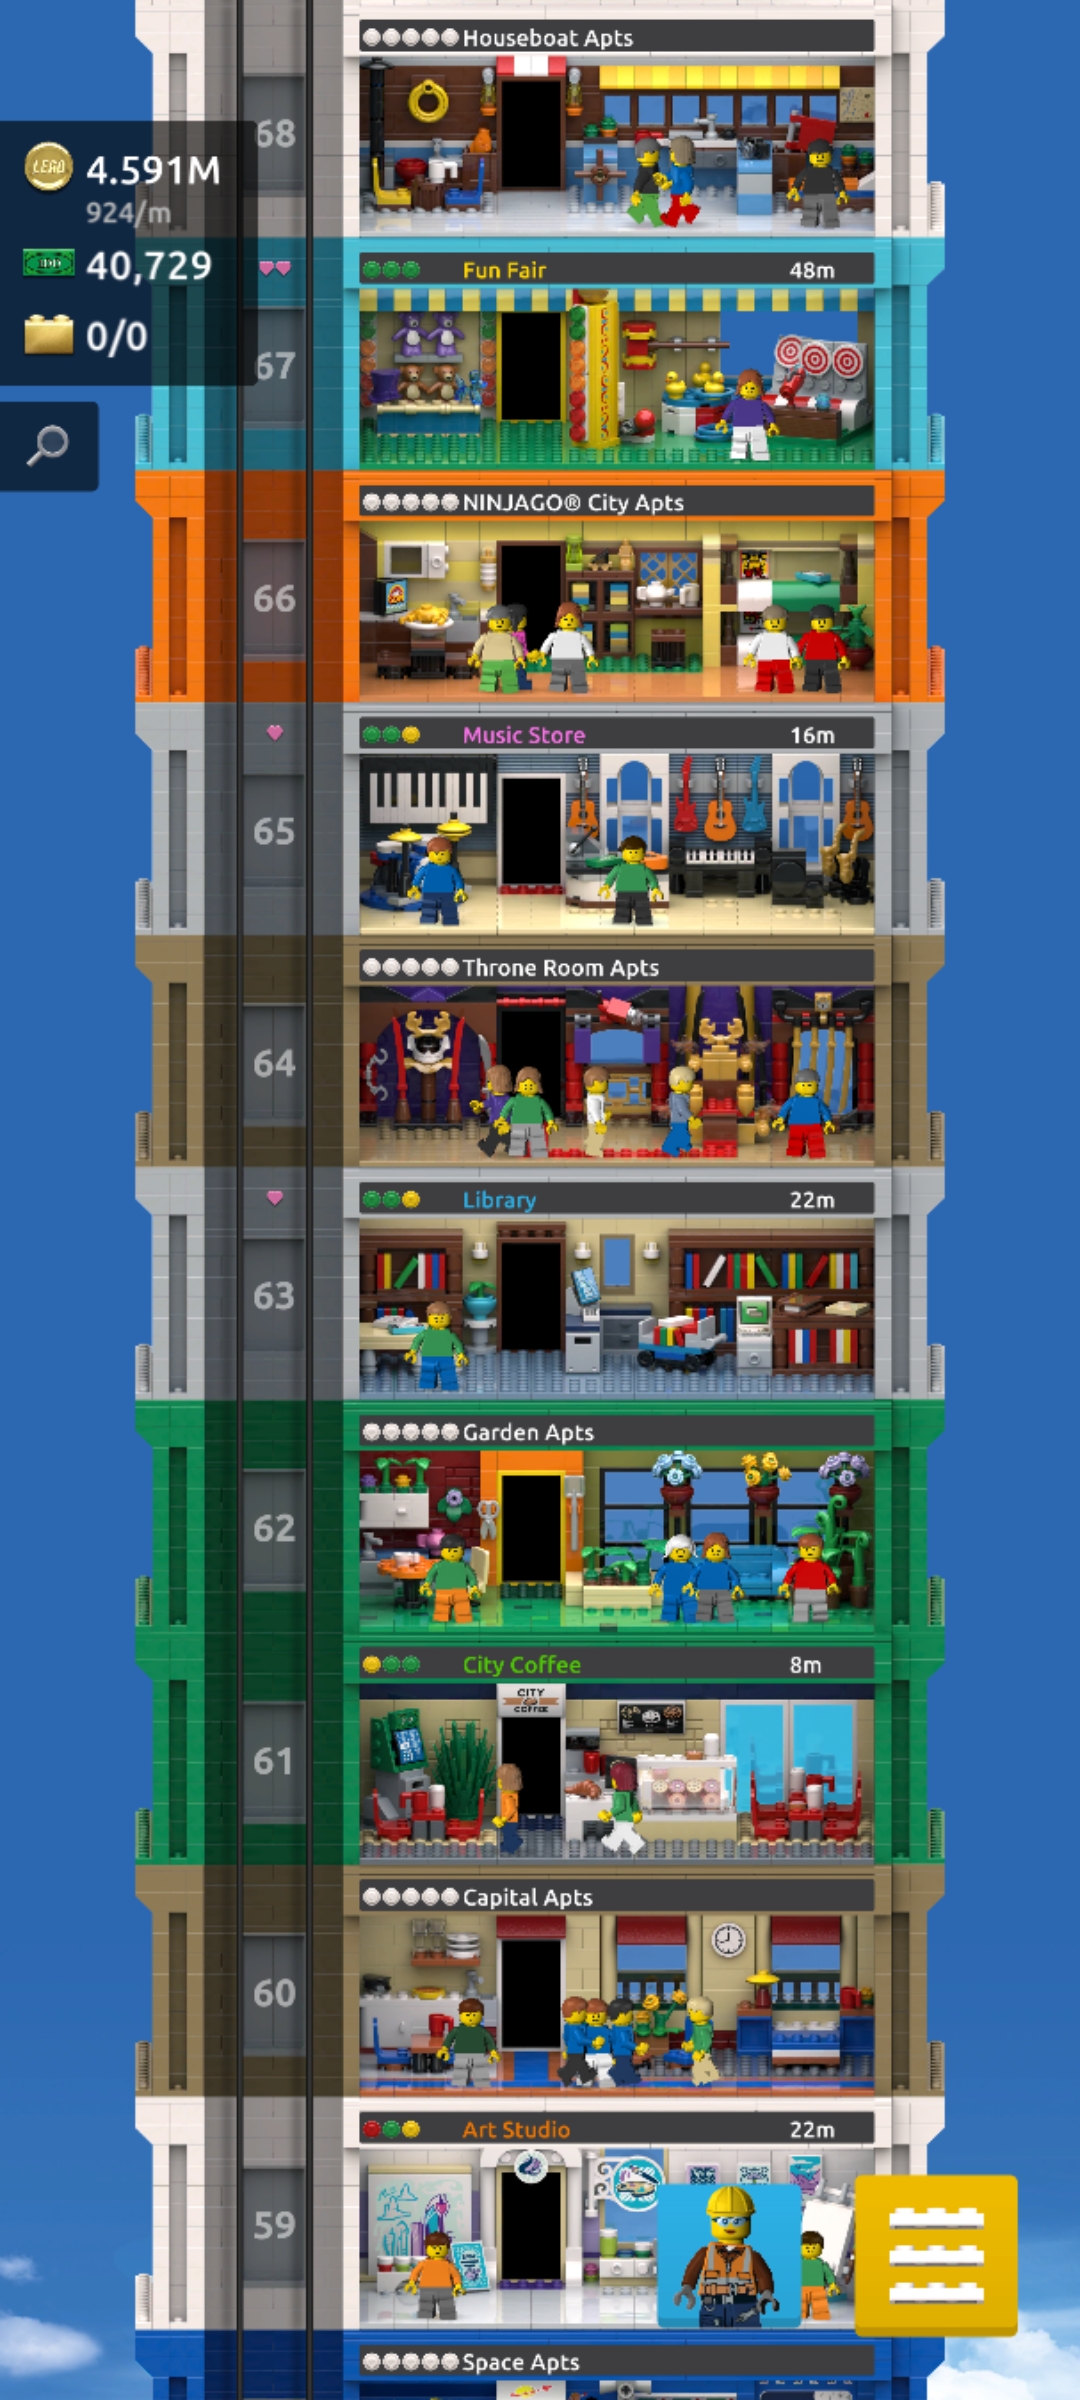 Houseboat Apts
68
LEGO
4.591M
924/m
40,729
0/0
Fun Fair 48m
67
NINJAGO® City Apts
66
Music Store 16m
65
Throne Room Apts
64
Library 22m
63
Garden Apts
62
City Coffee 8m
CITY
COFFEE
61
Capital Apts
60
Art Studio 22m
59
Space Apts